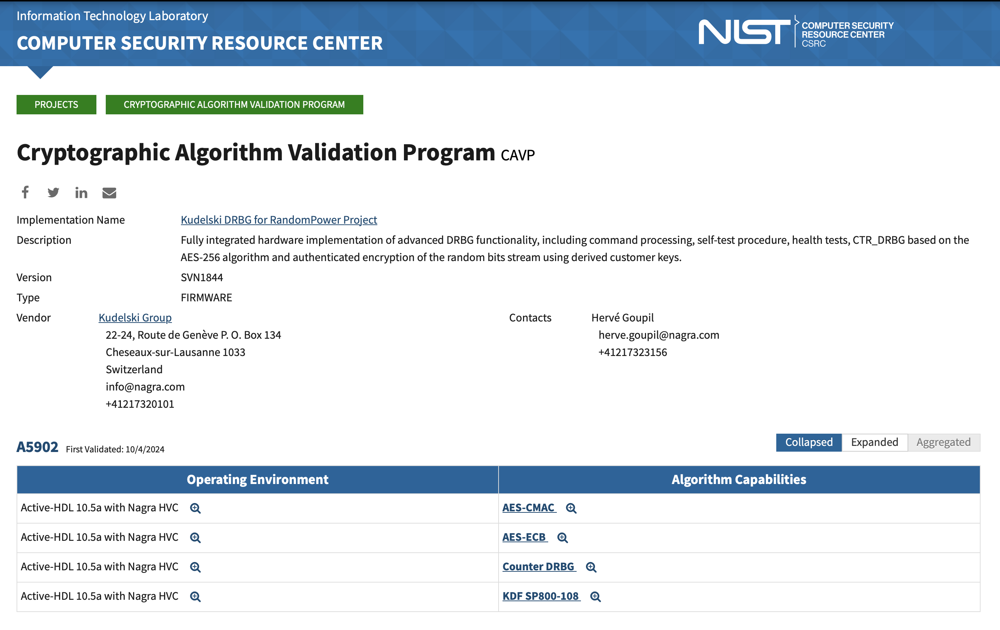 Information Technology Laboratory
COMPUTER SECURITY RESOURCE CENTER
NIST COMPUTER SECURITY
RESOURCE CENTER
CSRC
PROJECTS CRYPTOGRAPHIC ALGORITHM VALIDATION PROGRAM
Cryptographic Algorithm Validation Program CAVP
Implementation Name Kudelski DRBG for RandomPower Project
Description Fully integrated hardware implementation of advanced DRBG functionality, including command processing, self-test procedure, health tests, CTR_DRBG based on the
AES-256 algorithm and authenticated encryption of the random bits stream using derived customer keys.
Version SVN1844
Type FIRMWARE
Vendor Kudelski Group
22-24, Route de Genève P. O. Box 134
Cheseaux-sur-Lausanne 1033
Switzerland
info@nagra.com
+41217320101
Contacts Hervé Goupil
herve.goupil@nagra.com
+41217323156
A5902 First Validated: 10/4/2024
Collapsed Expanded Aggregated
Operating Environment Algorithm Capabilities
Active-HDL 10.5a with Nagra HVC AES-CMAC
Active-HDL 10.5a with Nagra HVC AES-ECB
Active-HDL 10.5a with Nagra HVC Counter DRBG
Active-HDL 10.5a with Nagra HVC KDF SP800-108